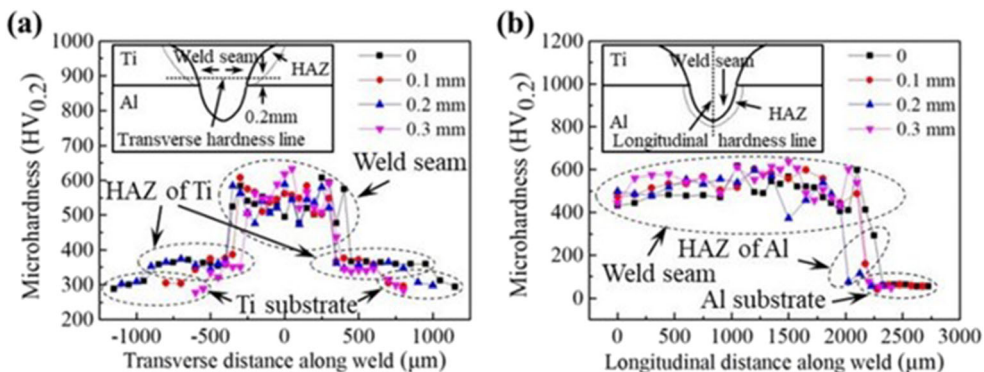 (a)
Microhardness (HV0.2)
1000
900
800
700
600
500
400
300
200
Ti
Weld seam
HAZ
Al
0.2mm
Transverse hardness line
0
0.1 mm
0.2 mm
0.3 mm
HAZ of Ti
Weld seam
Ti substrate
-1000
-500
0
500
1000
Transverse distance along weld (μm)
(b)
Microhardness (HV0.2)
1200
1000
800
600
400
200
0
Ti
Weld seam
HAZ
Al
Longitudinal hardness line
0
0.1 mm
0.2 mm
0.3 mm
HAZ of Al
Weld seam
Al substrate
0
500
1000
1500
2000
2500
3000
Longitudinal distance along weld (μm)